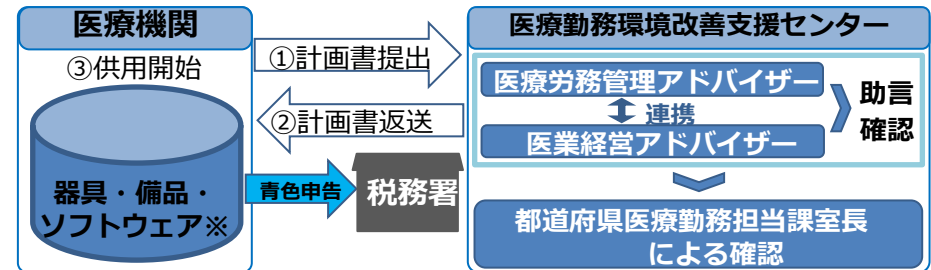 医療機関
③供用開始
器具・備品・
ソフトウェア※
①計画書提出
②計画書返送
青色申告
税務署
医療勤務環境改善支援センター
医療労務管理アドバイザー
連携
医業経営アドバイザー
助言
確認
都道府県医療勤務担当課室長
による確認